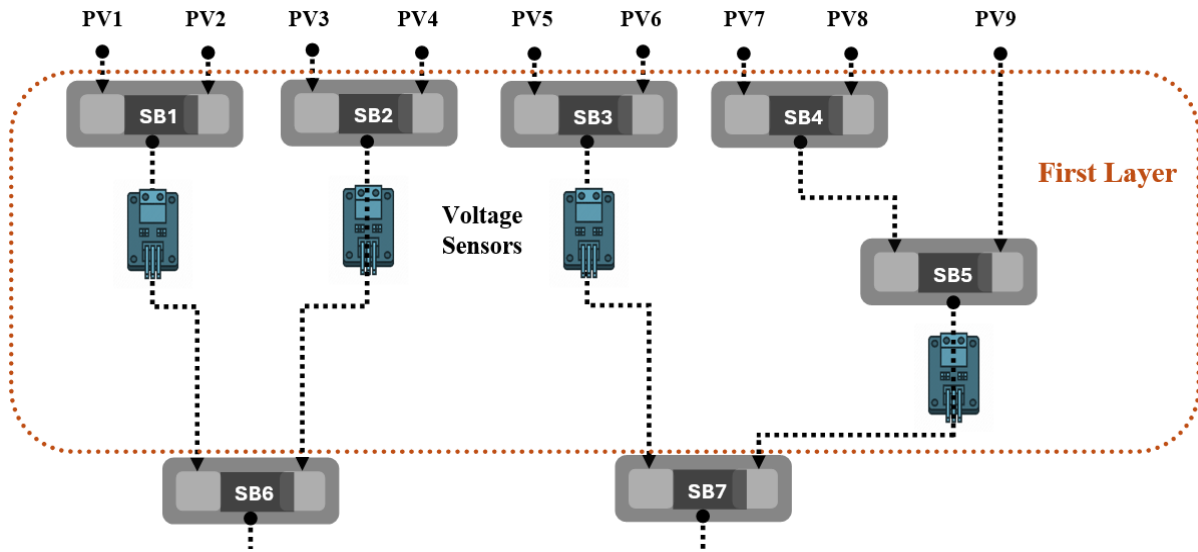 PV1 PV2 PV3 PV4 PV5 PV6 PV7 PV8 PV9
SB1 SB2 SB3 SB4
First Layer
Voltage
Sensors
SB5
SB6 SB7